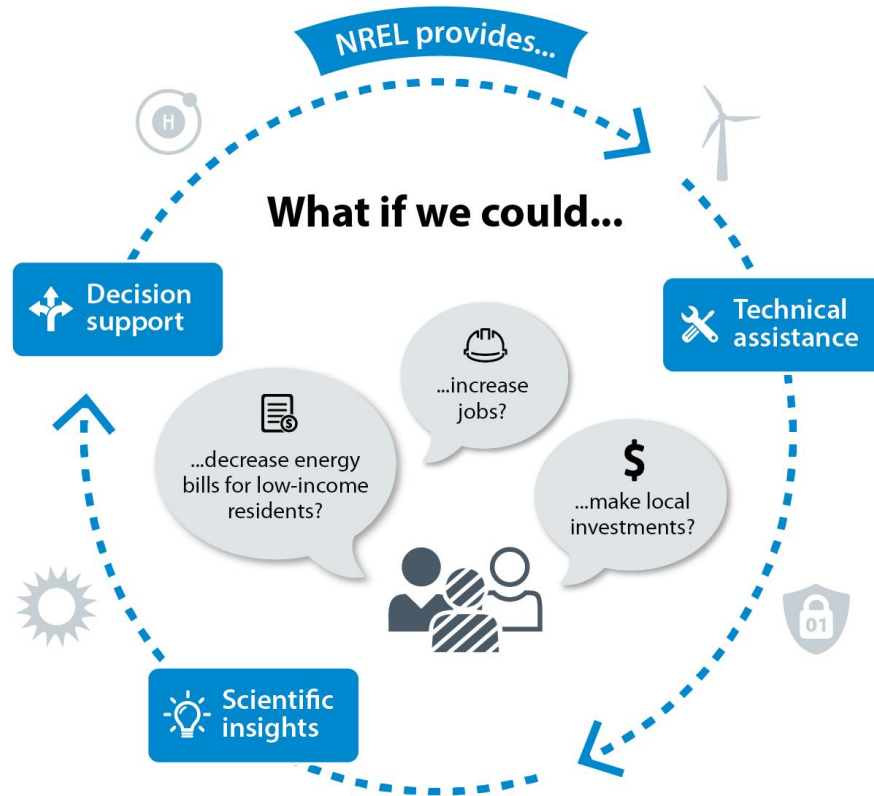 NREL provides...
H
What if we could...
Decision
support
Technical
assistance
...increase
jobs?
$
...decrease energy
bills for low-income
residents?
$
...make local
investments?
01
Scientific
insights